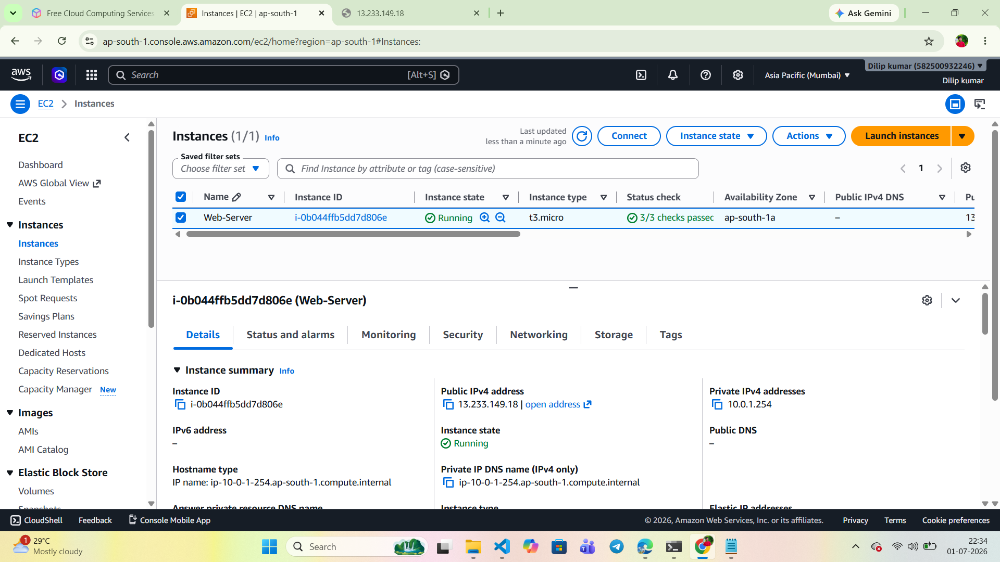 Free Cloud Computing Services
Instances | EC2 | ap-south-1
13.233.149.18
Ask Gemini
ap-south-1.console.aws.amazon.com/ec2/home?region=ap-south-1#Instances:
aws
Search
[Alt+S]
Asia Pacific (Mumbai)
Dilip kumar (582500932246)
Dilip kumar
EC2
Instances
EC2
Dashboard
AWS Global View
Events
Instances
Instances
Instance Types
Launch Templates
Spot Requests
Savings Plans
Reserved Instances
Dedicated Hosts
Capacity Reservations
Capacity Manager New
Images
AMIs
AMI Catalog
Elastic Block Store
Volumes
Snapshots
Instances (1/1) Info
Last updated
less than a minute ago
Connect
Instance state
Actions
Launch instances
Saved filter sets
Choose filter set
Find Instance by attribute or tag (case-sensitive)
1
Name Instance ID Instance state Instance type Status check Availability Zone Public IPv4 DNS Pu
Web-Server i-0b044ffb5dd7d806e Running t3.micro 3/3 checks passec ap-south-1a – 13
i-0b044ffb5dd7d806e (Web-Server)
Details
Status and alarms
Monitoring
Security
Networking
Storage
Tags
Instance summary Info
Instance ID
i-0b044ffb5dd7d806e
Public IPv4 address
13.233.149.18 | open address
Private IPv4 addresses
10.0.1.254
IPv6 address
–
Instance state
Running
Public DNS
–
Hostname type
IP name: ip-10-0-1-254.ap-south-1.compute.internal
Private IP DNS name (IPv4 only)
ip-10-0-1-254.ap-south-1.compute.internal
Answer private resource DNS name
Instance type
Elastic IP addresses
CloudShell
Feedback
Console Mobile App
© 2026, Amazon Web Services, Inc. or its affiliates.
Privacy
Terms
Cookie preferences
1
29°C
Mostly cloudy
Search
22:34
01-07-2026